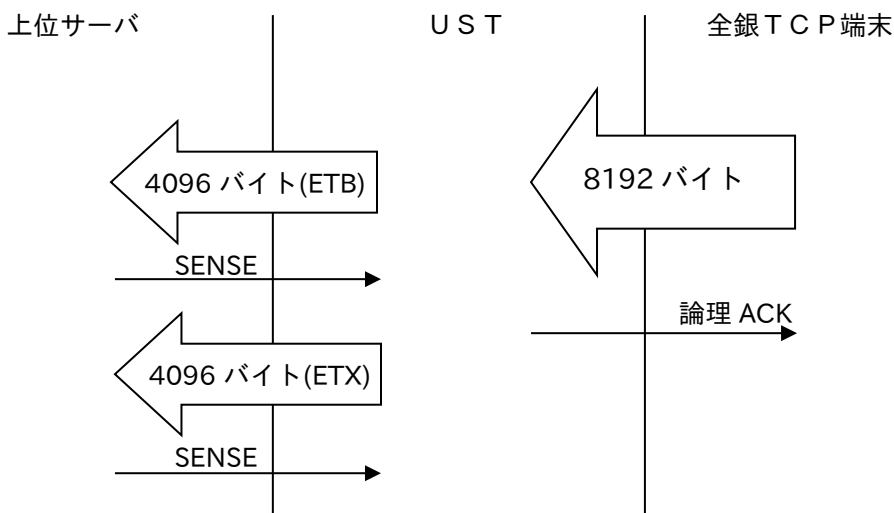 上位サーバ
ＵＳＴ
全銀ＴＣＰ端末
4096 バイト(ETB)
8192 バイト
SENSE
論理 ACK
4096 バイト(ETX)
SENSE